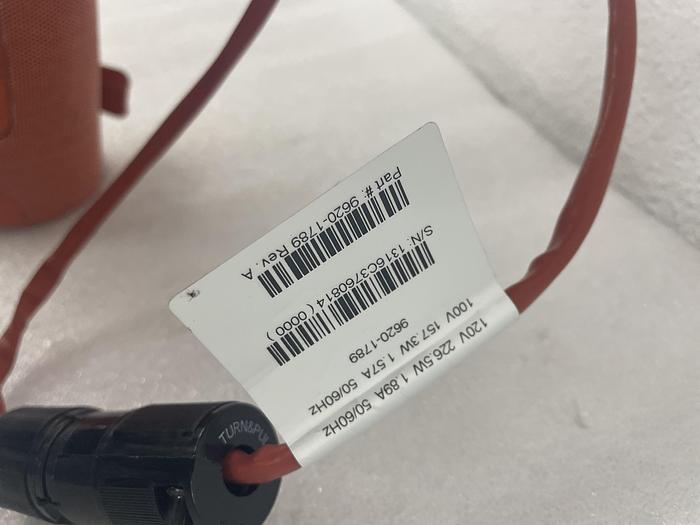 120V 226.5W 1.89A 50/60Hz
100V 157.3W 1.57A 50/60Hz
9620-1789
S/N: 1316C3760814 ( 0000 )
Part #: 9620-1789 Rev. A
TURN&PUL